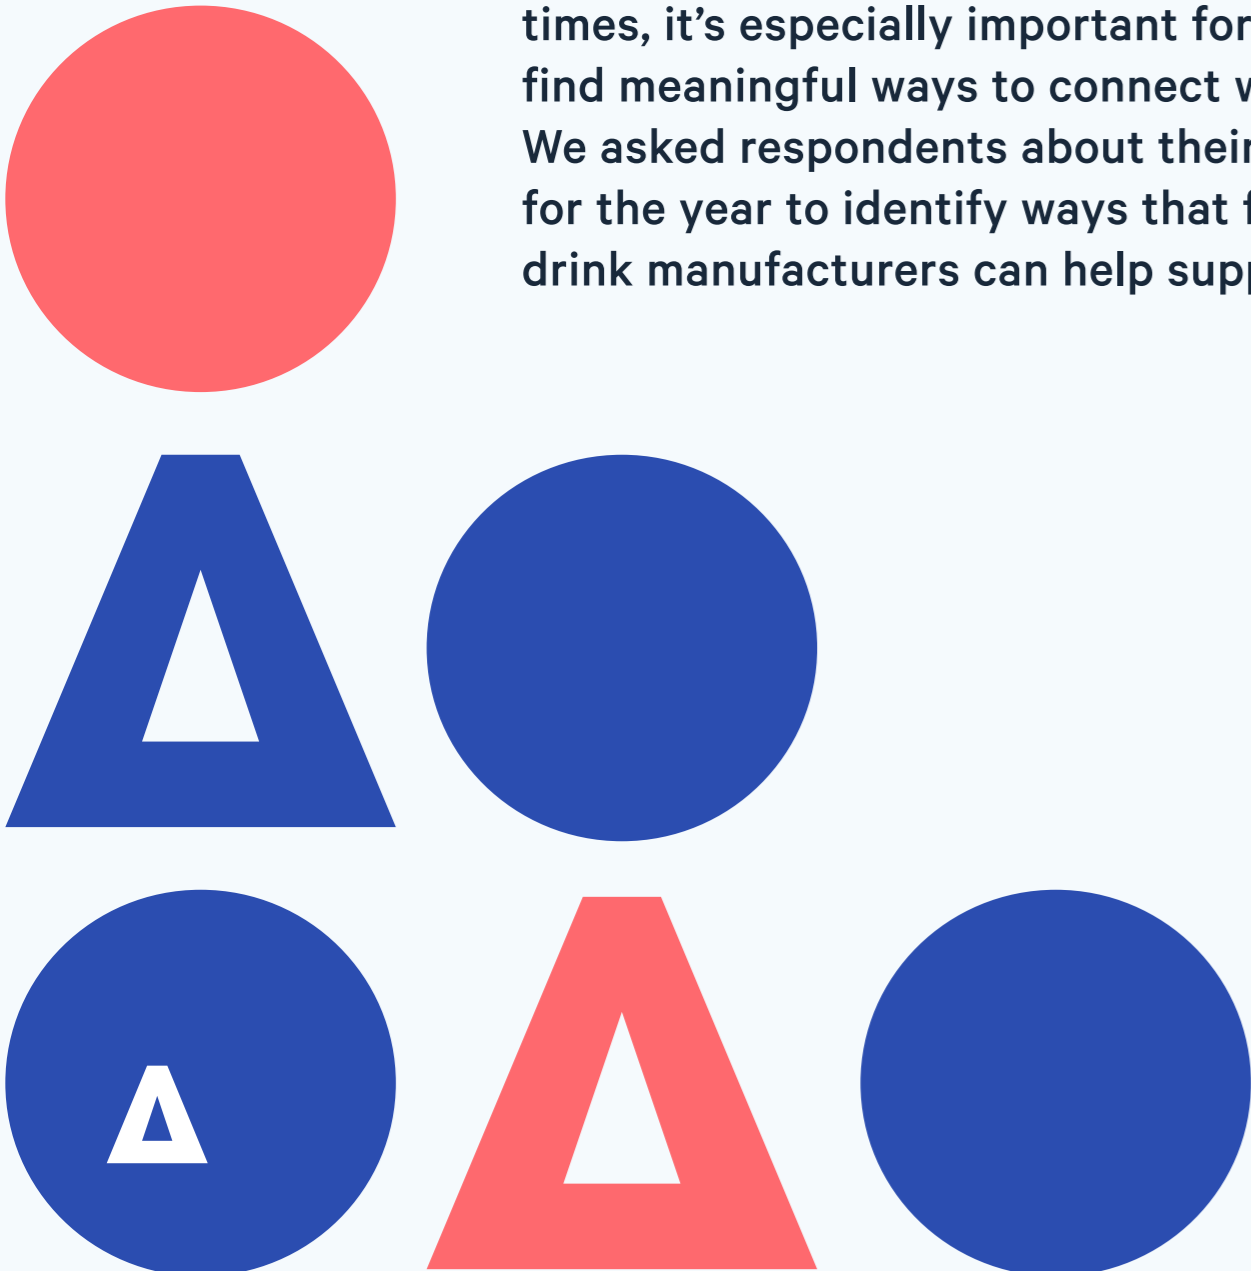 times, it’s especially important for
find meaningful ways to connect
We asked respondents about their
for the year to identify ways that
drink manufacturers can help